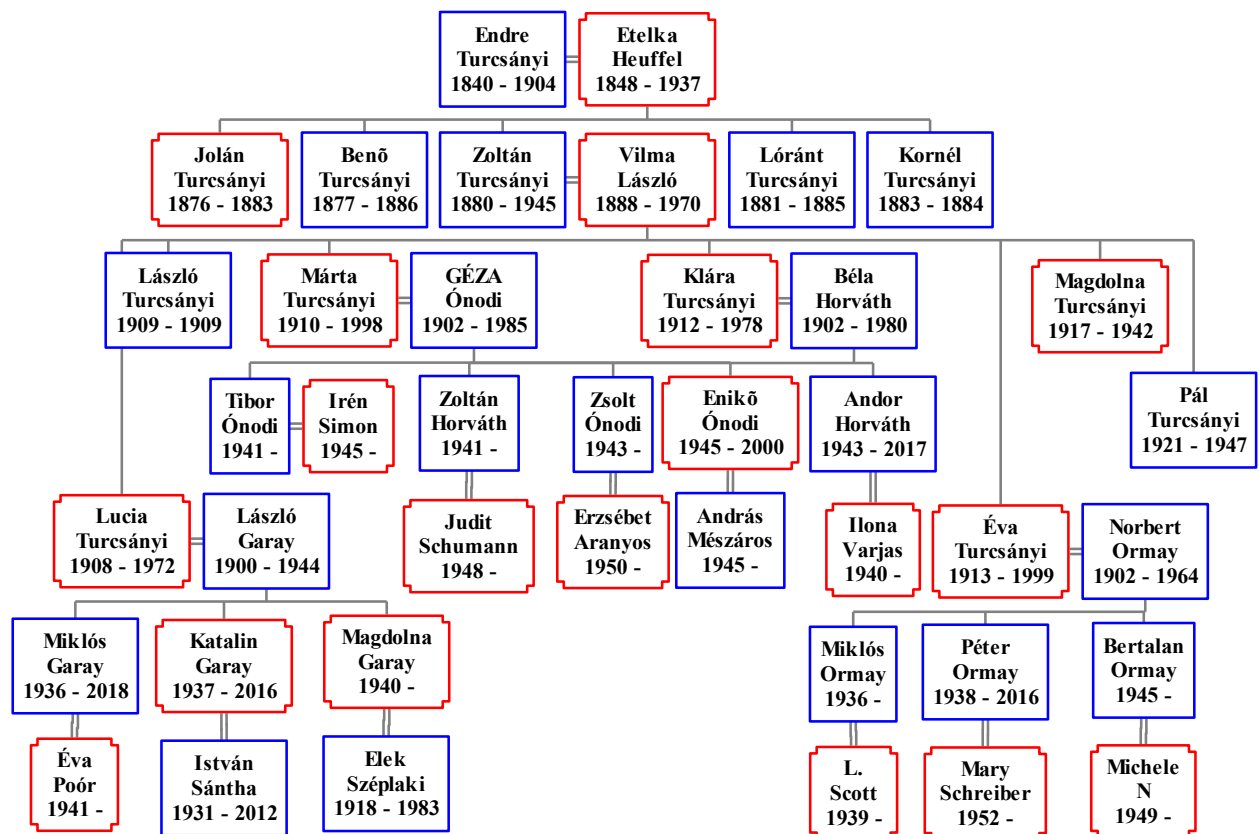 Endre
Turcsányi
1840 - 1904
Etelka
Heuffel
1848 - 1937
Jolán
Turcsányi
1876 - 1883
Benõ
Turcsányi
1877 - 1886
Zoltán
Turcsányi
1880 - 1945
Vilma
László
1888 - 1970
Lóránt
Turcsányi
1881 - 1885
Kornél
Turcsányi
1883 - 1884
László
Turcsányi
1909 - 1909
Márta
Turcsányi
1910 - 1998
GÉZA
Ónodi
1902 - 1985
Klára
Turcsányi
1912 - 1978
Béla
Horváth
1902 - 1980
Magdolna
Turcsányi
1917 - 1942
Pál
Turcsányi
1921 - 1947
Tibor
Ónodi
1941 -
Irén
Simon
1945 -
Zoltán
Horváth
1941 -
Zsolt
Ónodi
1943 -
Enikõ
Ónodi
1945 - 2000
Andor
Horváth
1943 - 2017
Lucia
Turcsányi
1908 - 1972
László
Garay
1900 - 1944
Judit
Schumann
1948 -
Erzsébet
Aranyos
1950 -
András
Mészáros
1945 -
Ilona
Varjas
1940 -
Éva
Turcsányi
1913 - 1999
Norbert
Ormay
1902 - 1964
Miklós
Garay
1936 - 2018
Katalin
Garay
1937 - 2016
Magdolna
Garay
1940 -
Miklós
Ormay
1936 -
Péter
Ormay
1938 - 2016
Bertalan
Ormay
1945 -
Éva
Poór
1941 -
István
Sántha
1931 - 2012
Elek
Széplaki
1918 - 1983
L.
Scott
1939 -
Mary
Schreiber
1952 -
Michele
N
1949 -